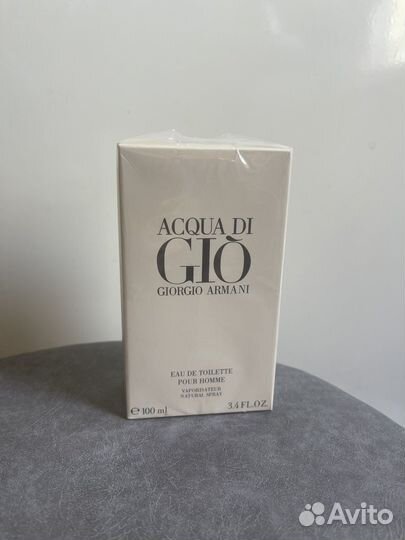 ACQUA DI
GIÒ
GIORGIO ARMANI
EAU DE TOILETTE
POUR HOMME
VAPORISATEUR
NATURAL SPRAY
℮ 100 ml 3.4 FL.OZ.
Avito